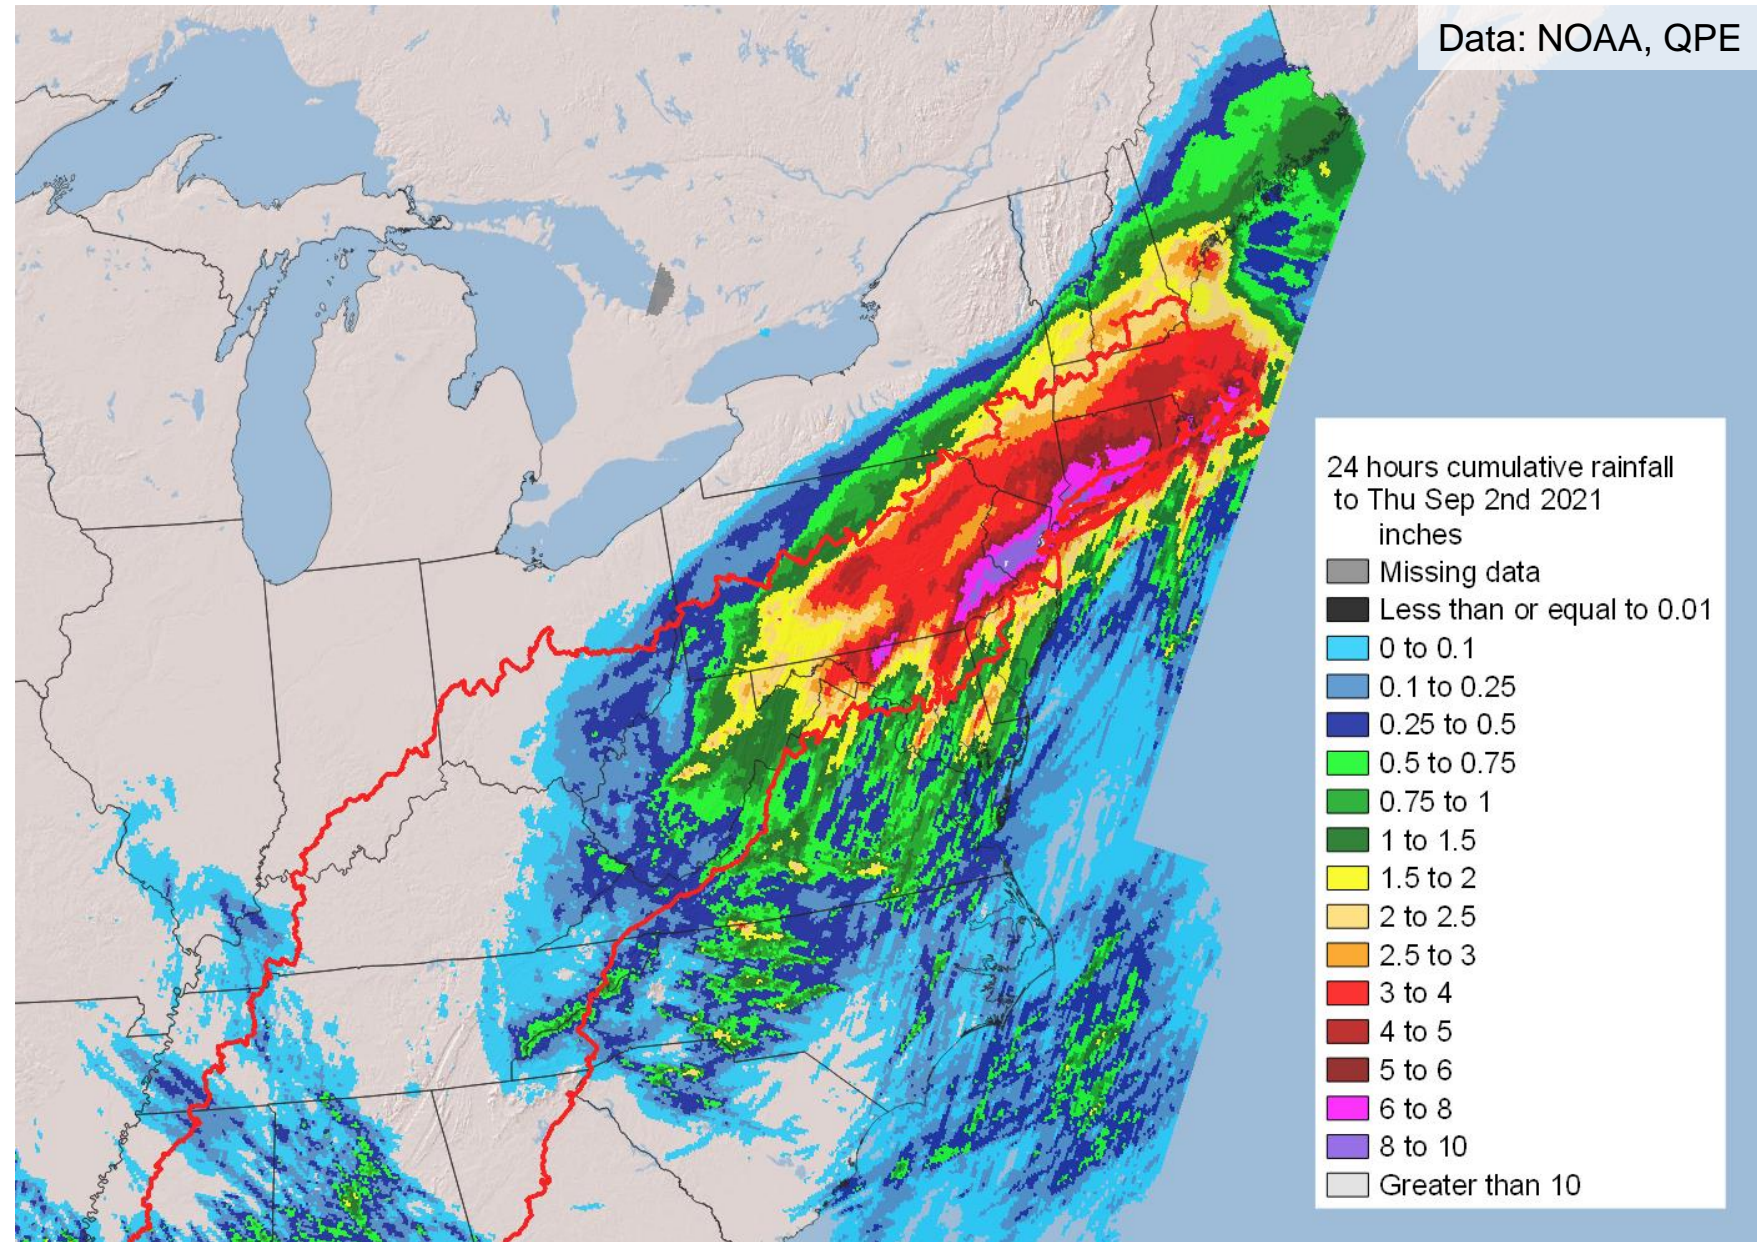 Data: NOAA, QPE
24 hours cumulative rainfall
to Thu Sep 2nd 2021
inches
Missing data
Less than or equal to 0.01
0 to 0.1
0.1 to 0.25
0.25 to 0.5
0.5 to 0.75
0.75 to 1
1 to 1.5
1.5 to 2
2 to 2.5
2.5 to 3
3 to 4
4 to 5
5 to 6
6 to 8
8 to 10
Greater than 10